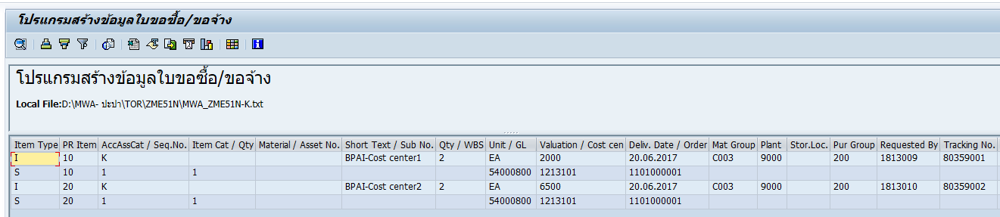 โปรแกรมสร้างข้อมูลใบขอซื้อ/ขอจ้าง
โปรแกรมสร้างข้อมูลใบขอซื้อ/ขอจ้าง
Local File:D:\MWA- ปะปา\TOR\ZME51N\MWA_ZME51N-K.txt
Item Type PR Item AccAssCat / Seq.No. Item Cat / Qty Material / Asset No. Short Text / Sub No. Qty / WBS Unit / GL Valuation / Cost cen Deliv. Date / Order Mat Group Plant Stor.Loc. Pur Group Requested By Tracking No.
I 10 K BPAI-Cost center1 2 EA 2000 20.06.2017 C003 9000 200 1813009 80359001
S 10 1 1 54000800 1213101 1101000001
I 20 K BPAI-Cost center2 2 EA 6500 20.06.2017 C003 9000 200 1813010 80359002
S 20 1 1 54000800 1213101 1101000001